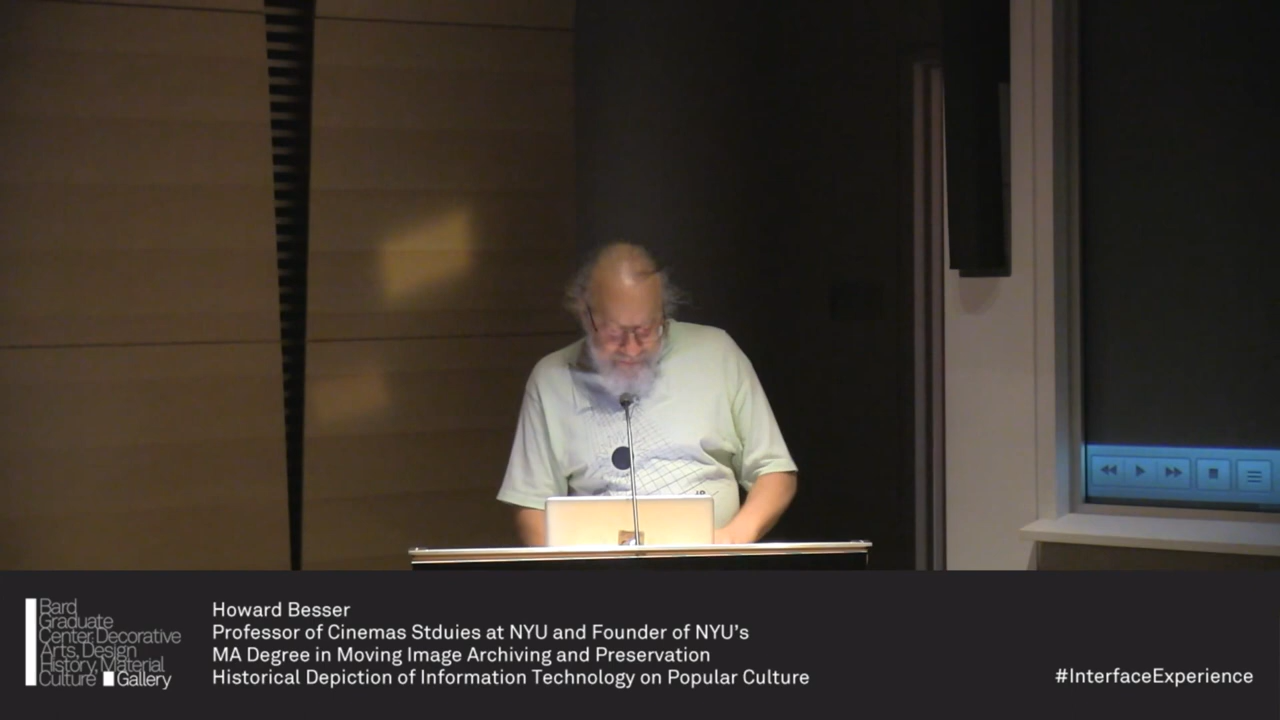 Bard
Graduate
Center Decorative
Arts, Design
History, Material
Culture Gallery
Howard Besser
Professor of Cinemas Stduies at NYU and Founder of NYU's
MA Degree in Moving Image Archiving and Preservation
Historical Depiction of Information Technology on Popular Culture
#InterfaceExperience